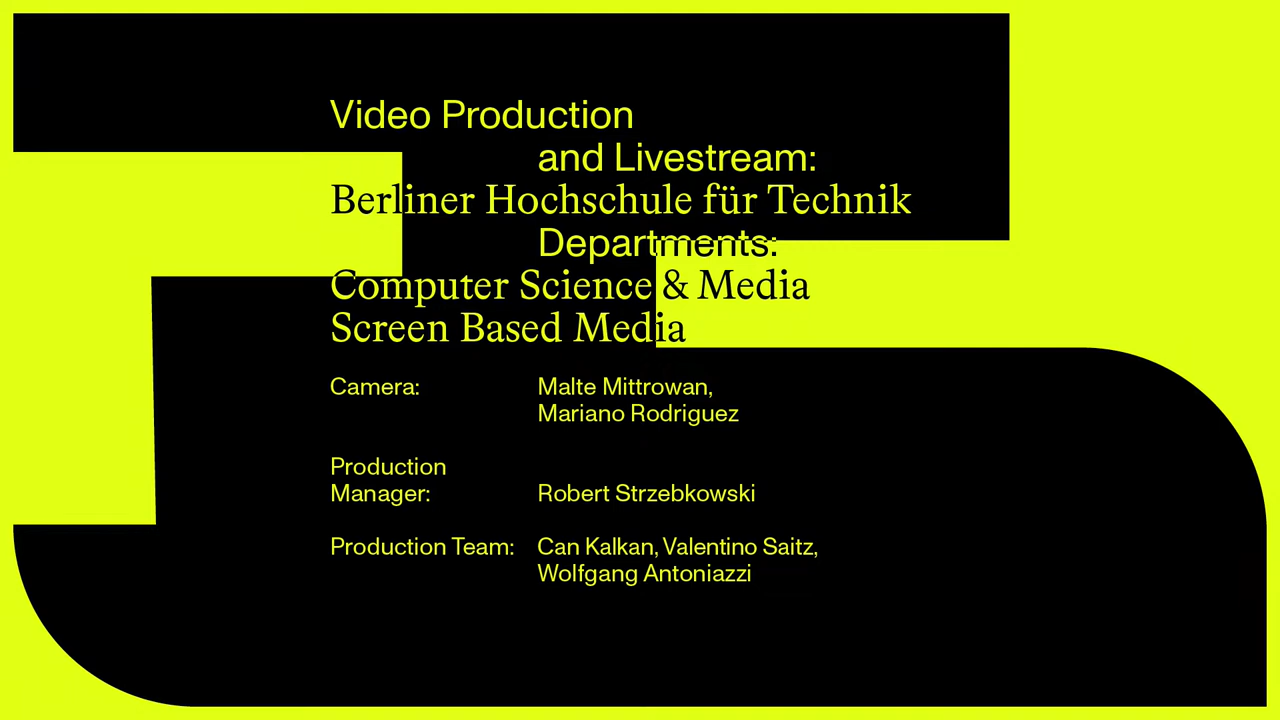 Video Production
and Livestream:
Berliner Hochschule für Technik
Departments:
Computer Science & Media
Screen Based Media
Camera: Malte Mittrowan,
Mariano Rodriguez
Production
Manager: Robert Strzebkowski
Production Team: Can Kalkan, Valentino Saitz,
Wolfgang Antoniazzi